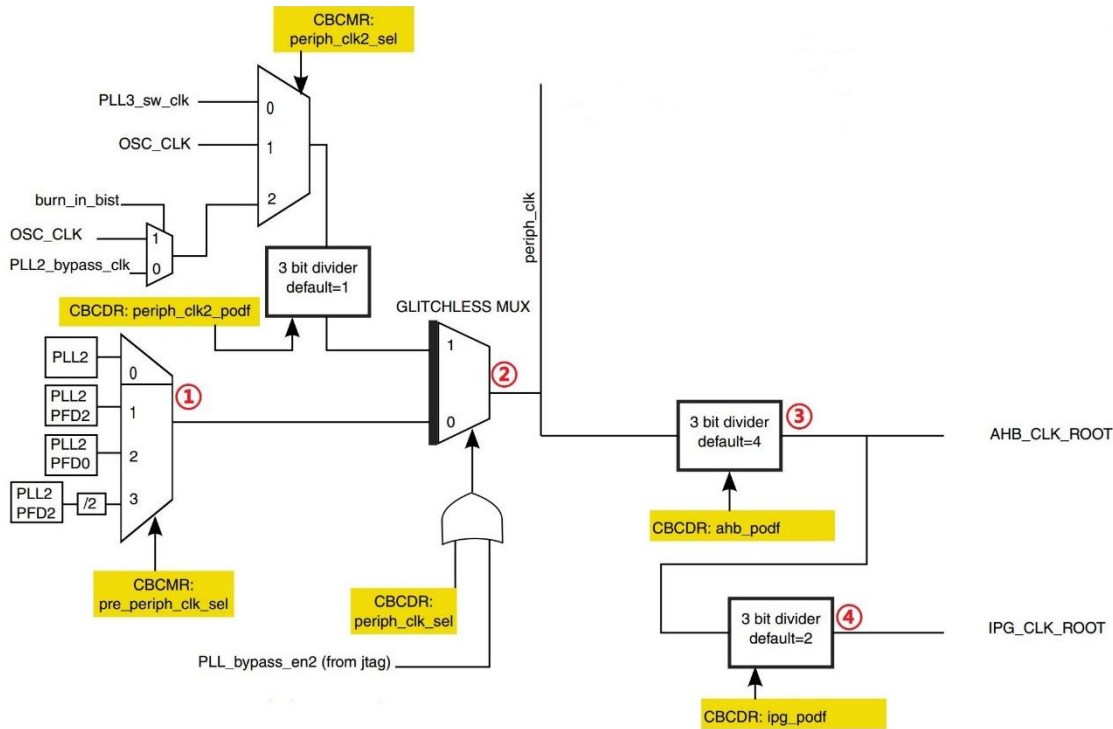 CBCMR:
periph_clk2_sel
PLL3_sw_clk
0
OSC_CLK
1
burn_in_bist
2
OSC_CLK
1
PLL2_bypass_clk
0
3 bit divider
default=1
CBCDR: periph_clk2_podf
GLITCHLESS MUX
periph_clk
PLL2
0
①
1
②
PLL2
PFD2
1
PLL2
PFD0
2
0
PLL2
PFD2
/2
3
3 bit divider
default=4
③
AHB_CLK_ROOT
CBCDR: ahb_podf
CBCMR:
pre_periph_clk_sel
CBCDR:
periph_clk_sel
3 bit divider
default=2
④
IPG_CLK_ROOT
PLL_bypass_en2 (from jtag)
CBCDR: ipg_podf